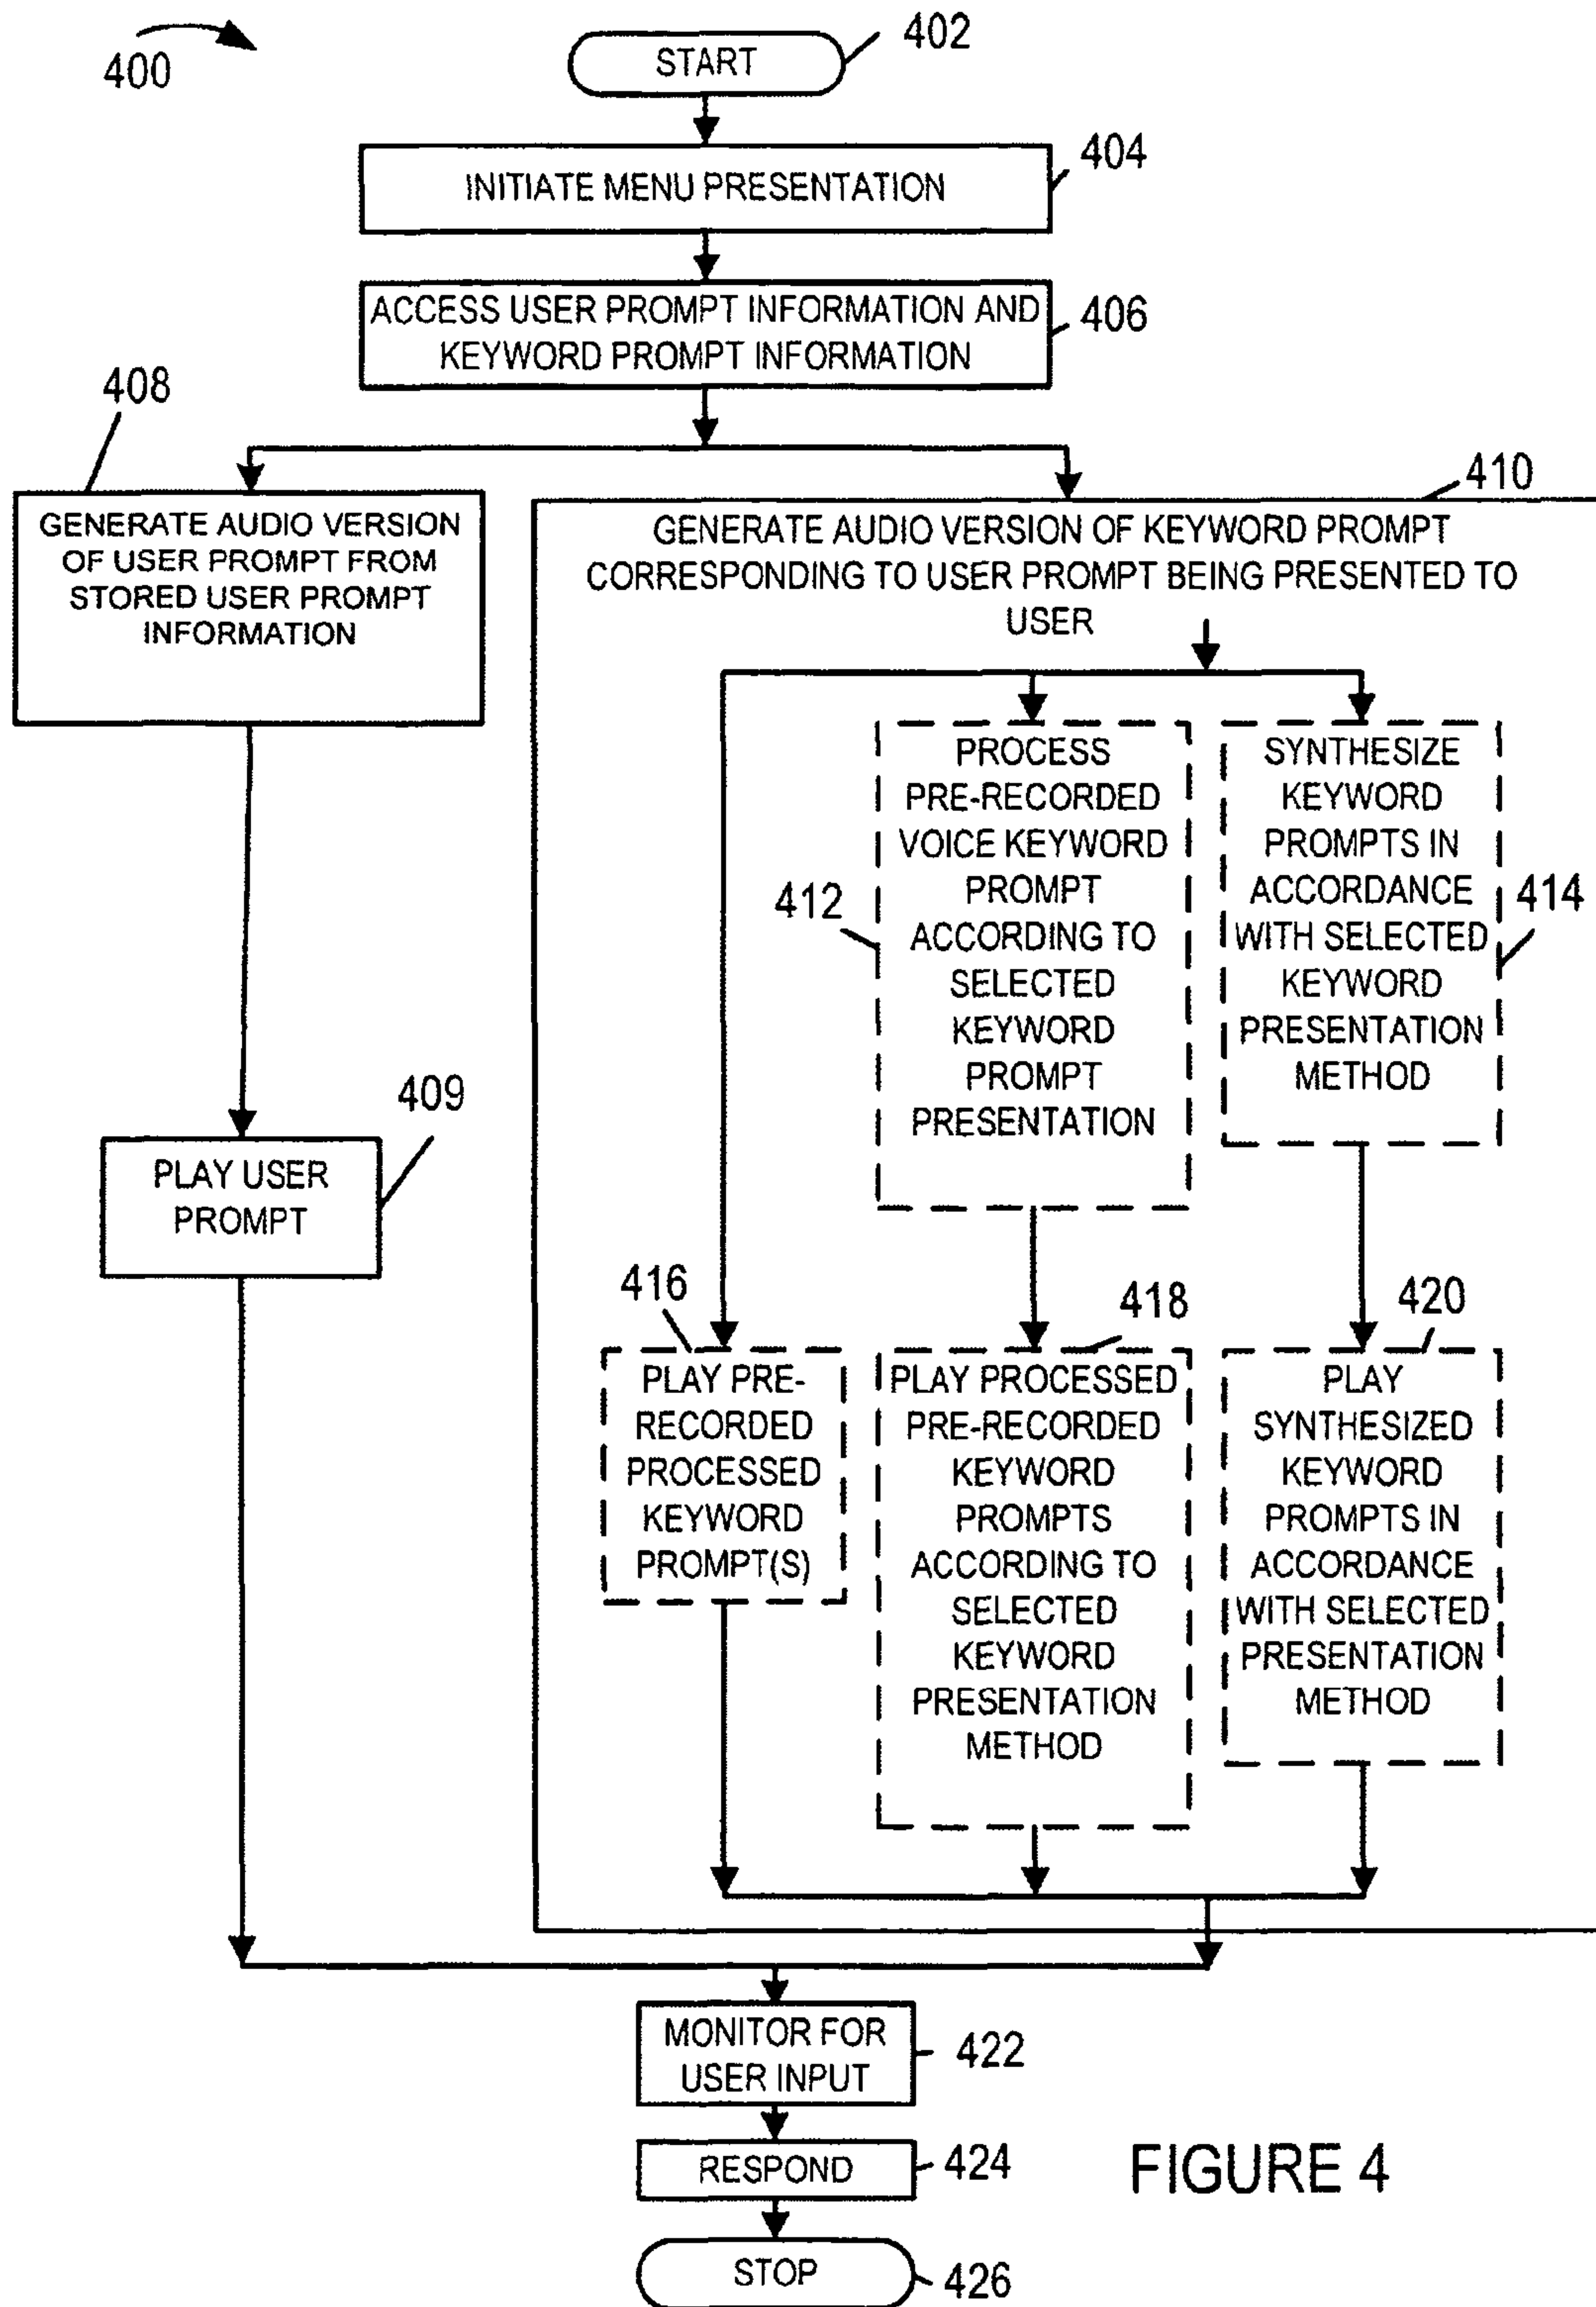 400
START
402
INITIATE MENU PRESENTATION
404
ACCESS USER PROMPT INFORMATION AND
KEYWORD PROMPT INFORMATION
406
408
GENERATE AUDIO VERSION
OF USER PROMPT FROM
STORED USER PROMPT
INFORMATION
410
GENERATE AUDIO VERSION OF KEYWORD PROMPT
CORRESPONDING TO USER PROMPT BEING PRESENTED TO
USER
412
PROCESS
PRE-RECORDED
VOICE KEYWORD
PROMPT
ACCORDING TO
SELECTED
KEYWORD
PROMPT
PRESENTATION
SYNTHESIZE
KEYWORD
PROMPTS IN
ACCORDANCE
WITH SELECTED
KEYWORD
PRESENTATION
METHOD
414
409
PLAY USER
PROMPT
416
PLAY PRE-
RECORDED
PROCESSED
KEYWORD
PROMPT(S)
418
PLAY PROCESSED
PRE-RECORDED
KEYWORD
PROMPTS
ACCORDING TO
SELECTED
KEYWORD
PRESENTATION
METHOD
420
PLAY
SYNTHESIZED
KEYWORD
PROMPTS IN
ACCORDANCE
WITH SELECTED
PRESENTATION
METHOD
MONITOR FOR
USER INPUT
422
RESPOND
424
STOP
426
FIGURE 4